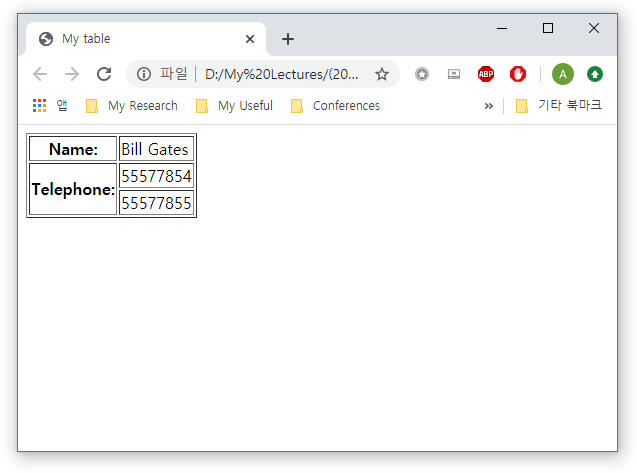 My table
파일 D:/My%20Lectures/(20...
ABP A
앱 My Research My Useful Conferences » 기타 북마크
Name: Bill Gates
Telephone: 55577854
55577855